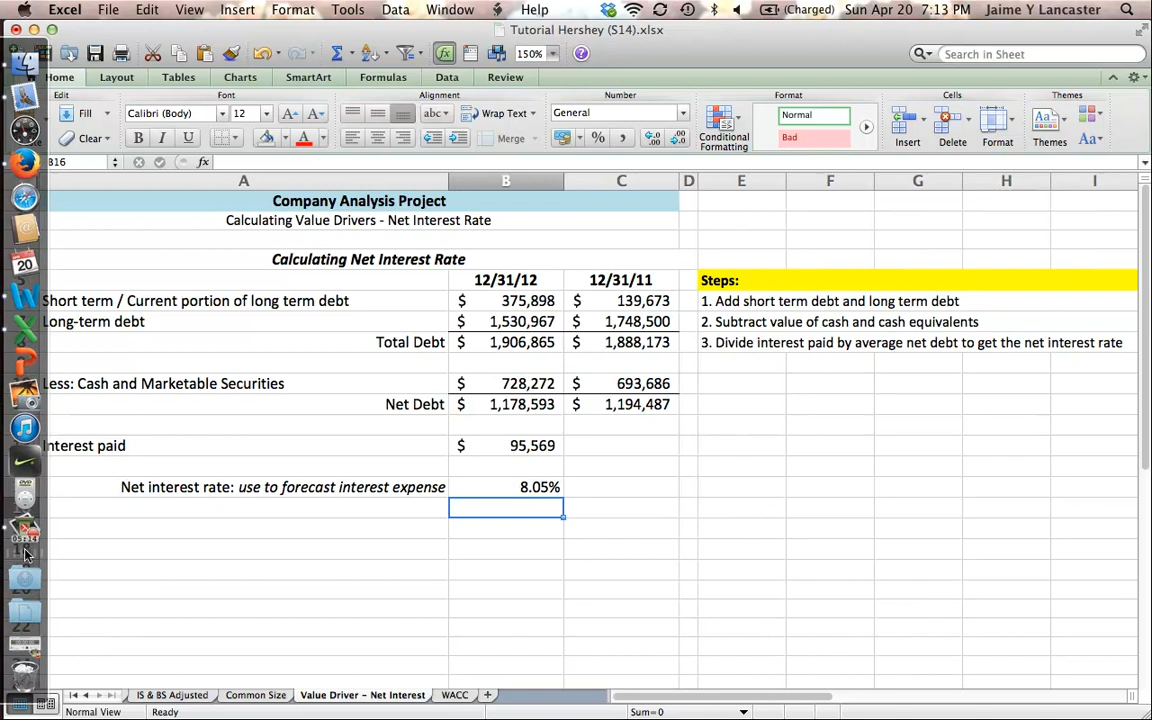 Excel File Edit View Insert Format Tools Data Window Help (Charged) Sun Apr 20 7:13 PM Jaime Y Lancaster
Tutorial Hershey (S14).xlsx
150% Search in Sheet
Home Layout Tables Charts SmartArt Formulas Data Review
Edit Font Alignment Number Format Cells Themes
Fill Calibri (Body) 12 A A abc Wrap Text General Normal
Clear B I U A Merge % Bad Conditional Formatting Insert Delete Format Themes Aa
B16 fx
A B C D E F G H I
Company Analysis Project
Calculating Value Drivers - Net Interest Rate
Calculating Net Interest Rate
12/31/12 12/31/11 Steps:
Short term / Current portion of long term debt $ 375,898 $ 139,673 1. Add short term debt and long term debt
Long-term debt $ 1,530,967 $ 1,748,500 2. Subtract value of cash and cash equivalents
Total Debt $ 1,906,865 $ 1,888,173 3. Divide interest paid by average net debt to get the net interest rate
Less: Cash and Marketable Securities $ 728,272 $ 693,686
Net Debt $ 1,178,593 $ 1,194,487
Interest paid $ 95,569
Net interest rate: use to forecast interest expense 8.05%
IS & BS Adjusted Common Size Value Driver - Net Interest WACC
Normal View Ready Sum=0